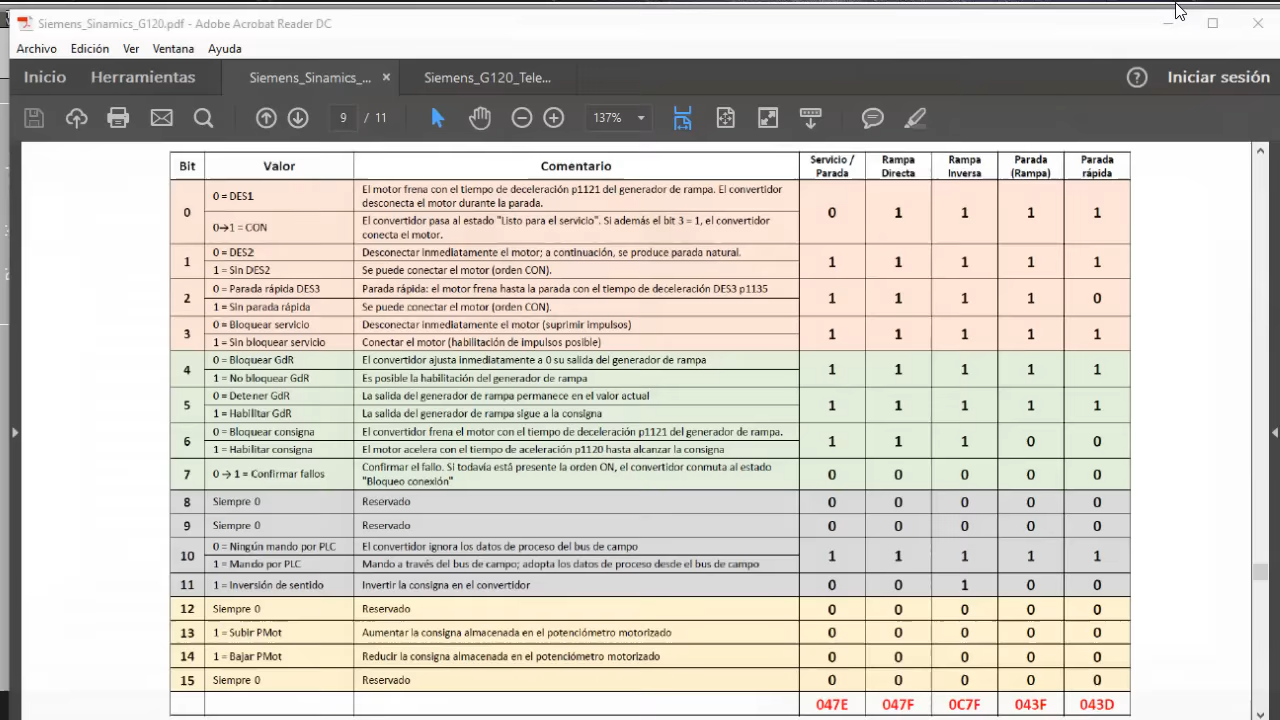 Siemens_Sinamics_G120.pdf - Adobe Acrobat Reader DC
Archivo Edición Ver Ventana Ayuda
Inicio Herramientas Siemens_Sinamics_... × Siemens_G120_Tele... ? Iniciar sesión
9 / 11 137%
Bit Valor Comentario Servicio / Parada Rampa Directa Rampa Inversa Parada (Rampa) Parada rápida
0 0 = DES1 El motor frena con el tiempo de deceleración p1121 del generador de rampa. El convertidor
desconecta el motor durante la parada.
0→1 = CON El convertidor pasa al estado "Listo para el servicio". Si además el bit 3 = 1, el convertidor
conecta el motor.
0 1 1 1 1
1 0 = DES2 Desconectar inmediatamente el motor; a continuación, se produce parada natural.
1 = Sin DES2 Se puede conectar el motor (orden CON).
1 1 1 1 1
2 0 = Parada rápida DES3 Parada rápida: el motor frena hasta la parada con el tiempo de deceleración DES3 p1135
1 = Sin parada rápida Se puede conectar el motor (orden CON).
1 1 1 1 0
3 0 = Bloquear servicio Desconectar inmediatamente el motor (suprimir impulsos)
1 = Sin bloquear servicio Conectar el motor (habilitación de impulsos posible)
1 1 1 1 1
4 0 = Bloquear GdR El convertidor ajusta inmediatamente a 0 su salida del generador de rampa
1 = No bloquear GdR Es posible la habilitación del generador de rampa
1 1 1 1 1
5 0 = Detener GdR La salida del generador de rampa permanece en el valor actual
1 = Habilitar GdR La salida del generador de rampa sigue a la consigna
1 1 1 1 1
6 0 = Bloquear consigna El convertidor frena el motor con el tiempo de deceleración p1121 del generador de rampa.
1 = Habilitar consigna El motor acelera con el tiempo de aceleración p1120 hasta alcanzar la consigna
1 1 1 0 0
7 0 → 1 = Confirmar fallos Confirmar el fallo. Si todavía está presente la orden ON, el convertidor conmuta al estado
"Bloqueo conexión"
0 0 0 0 0
8 Siempre 0 Reservado 0 0 0 0 0
9 Siempre 0 Reservado 0 0 0 0 0
10 0 = Ningún mando por PLC El convertidor ignora los datos de proceso del bus de campo
1 = Mando por PLC Mando a través del bus de campo; adopta los datos de proceso desde el bus de campo
1 1 1 1 1
11 1 = Inversión de sentido Invertir la consigna en el convertidor 0 0 1 0 0
12 Siempre 0 Reservado 0 0 0 0 0
13 1 = Subir PMot Aumentar la consigna almacenada en el potenciómetro motorizado 0 0 0 0 0
14 1 = Bajar PMot Reducir la consigna almacenada en el potenciómetro motorizado 0 0 0 0 0
15 Siempre 0 Reservado 0 0 0 0 0
047E 047F 0C7F 043F 043D